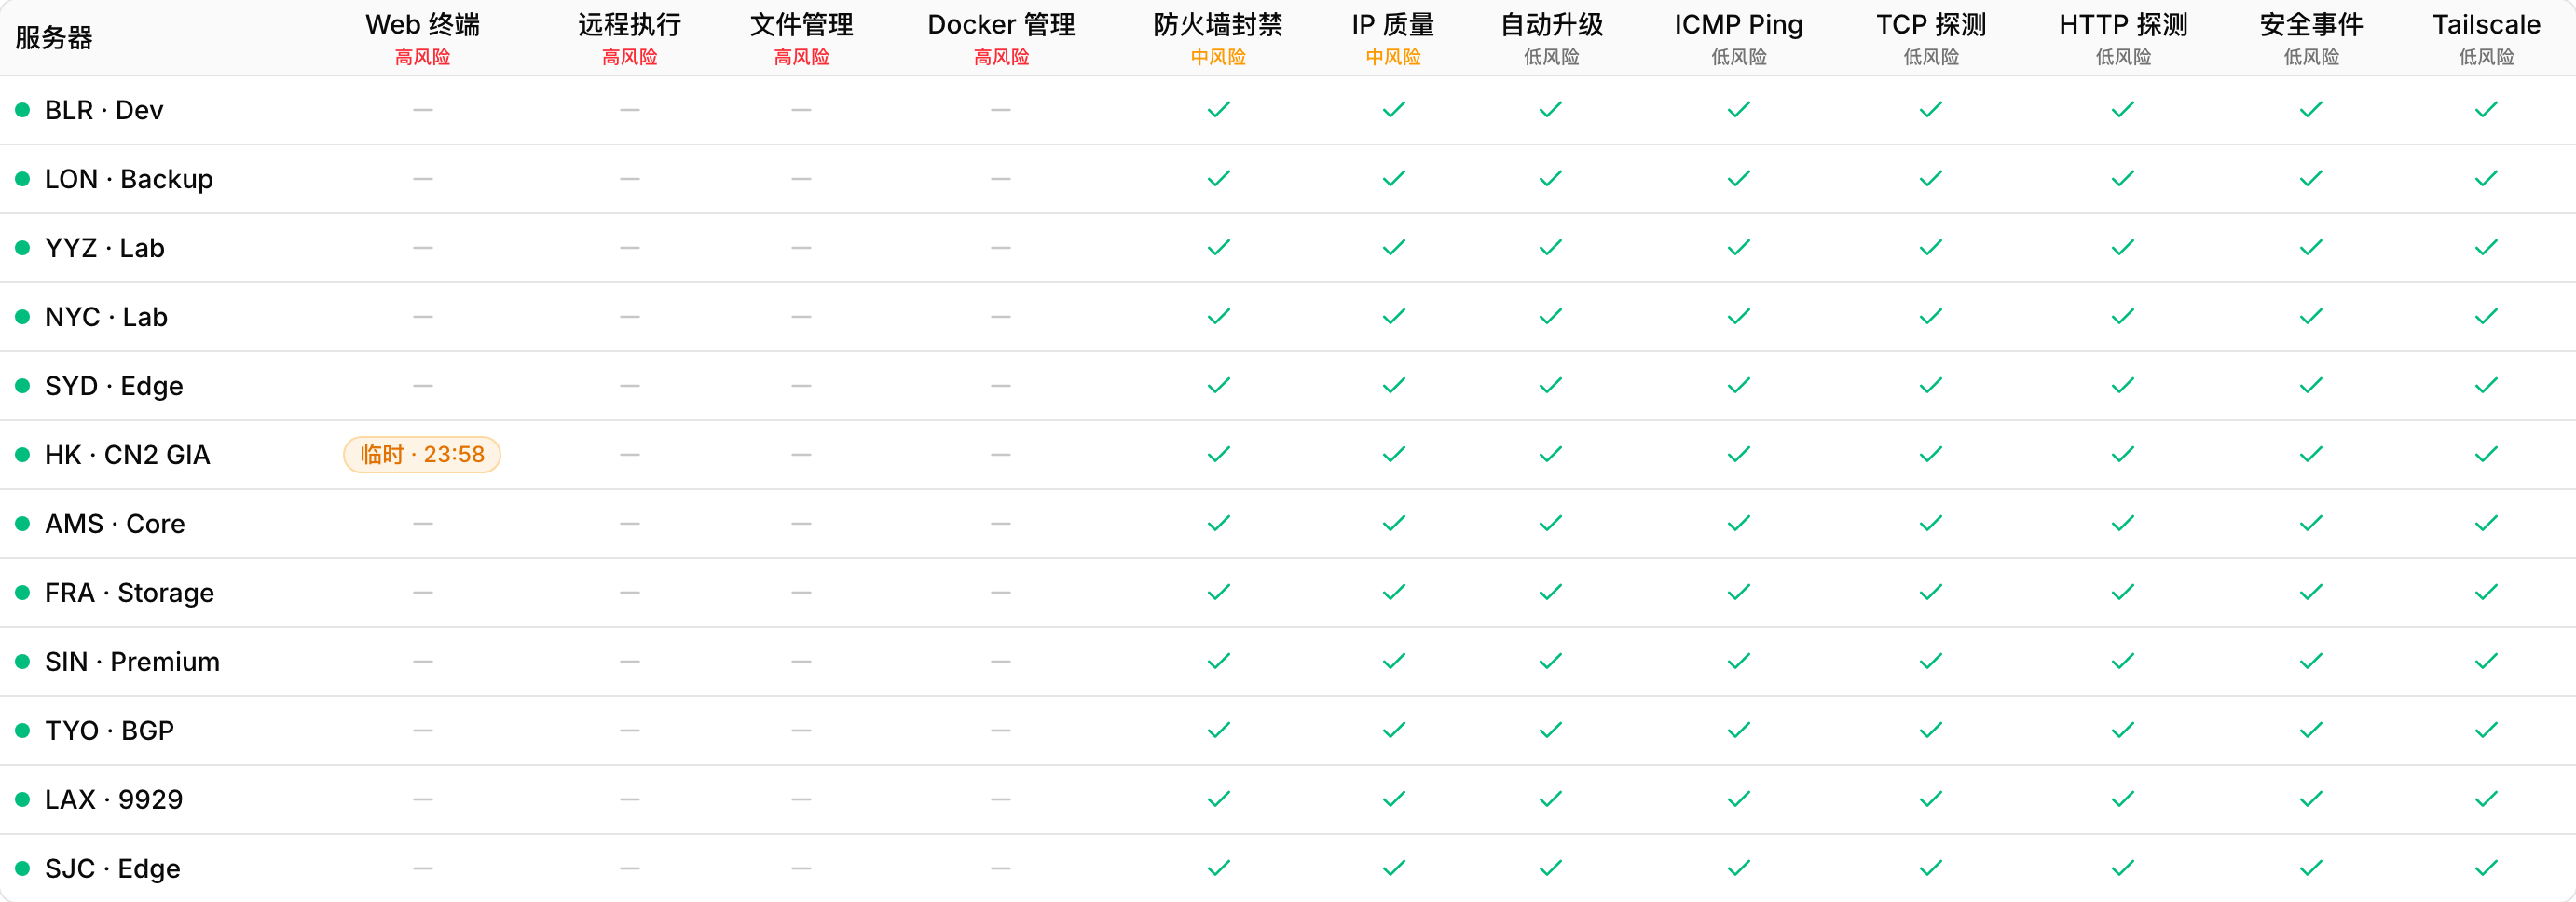 服务器 Web 终端 远程执行 文件管理 Docker 管理 防火墙封禁 IP 质量 自动升级 ICMP Ping TCP 探测 HTTP 探测 安全事件 Tailscale
高风险 高风险 高风险 高风险 中风险 中风险 低风险 低风险 低风险 低风险 低风险 低风险
BLR · Dev — — — — ✓ ✓ ✓ ✓ ✓ ✓ ✓ ✓
LON · Backup — — — — ✓ ✓ ✓ ✓ ✓ ✓ ✓ ✓
YYZ · Lab — — — — ✓ ✓ ✓ ✓ ✓ ✓ ✓ ✓
NYC · Lab — — — — ✓ ✓ ✓ ✓ ✓ ✓ ✓ ✓
SYD · Edge — — — — ✓ ✓ ✓ ✓ ✓ ✓ ✓ ✓
HK · CN2 GIA 临时 · 23:58 — — — ✓ ✓ ✓ ✓ ✓ ✓ ✓ ✓
AMS · Core — — — — ✓ ✓ ✓ ✓ ✓ ✓ ✓ ✓
FRA · Storage — — — — ✓ ✓ ✓ ✓ ✓ ✓ ✓ ✓
SIN · Premium — — — — ✓ ✓ ✓ ✓ ✓ ✓ ✓ ✓
TYO · BGP — — — — ✓ ✓ ✓ ✓ ✓ ✓ ✓ ✓
LAX · 9929 — — — — ✓ ✓ ✓ ✓ ✓ ✓ ✓ ✓
SJC · Edge — — — — ✓ ✓ ✓ ✓ ✓ ✓ ✓ ✓